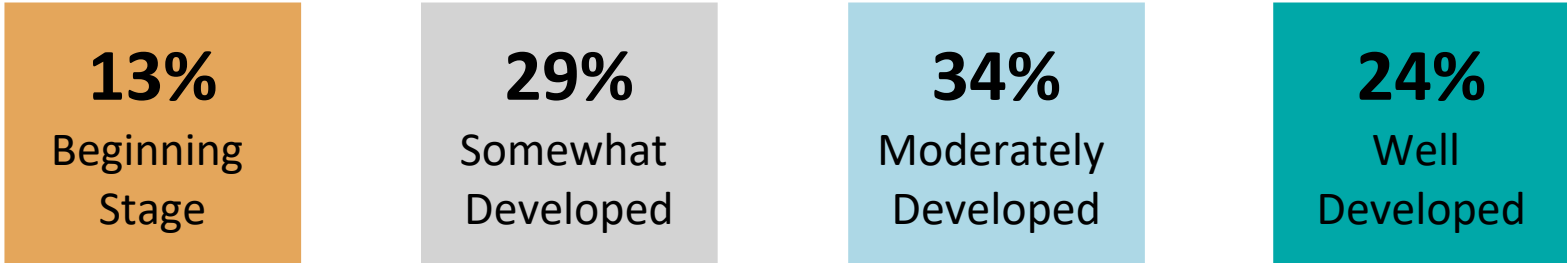 13%
Beginning
Stage
29%
Somewhat
Developed
34%
Moderately
Developed
24%
Well
Developed